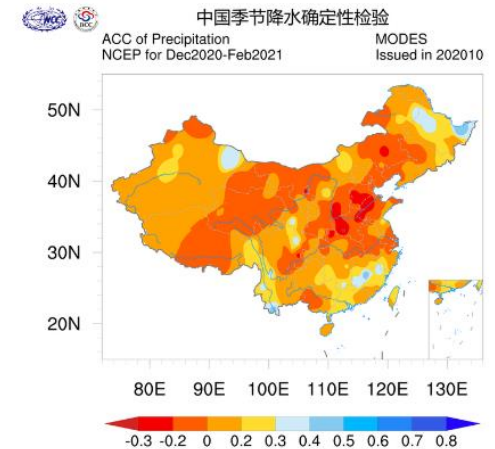 中国季节降水确定性检验
ACC of Precipitation MODES
NCEP for Dec2020-Feb2021 Issued in 202010
50N
40N
30N
20N
80E 90E 100E 110E 120E 130E
-0.3 -0.2 0 0.2 0.3 0.4 0.5 0.6 0.7 0.8